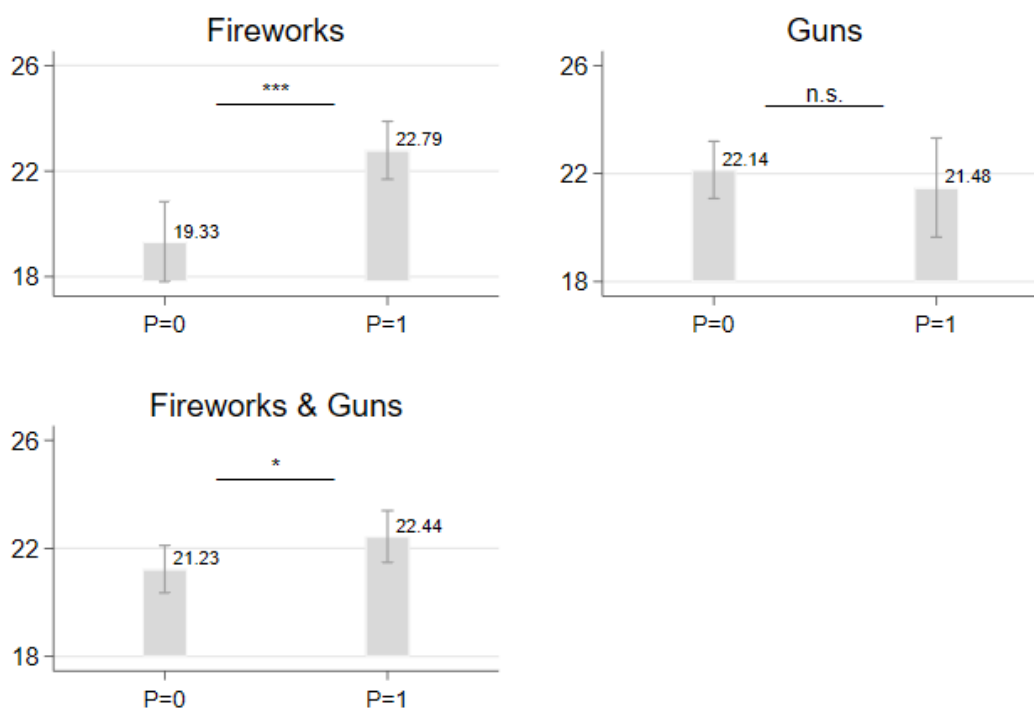 Fireworks
26
22
18
***
19.33
22.79
P=0
P=1
Guns
26
22
18
n.s.
22.14
21.48
P=0
P=1
Fireworks & Guns
26
22
18
*
21.23
22.44
P=0
P=1